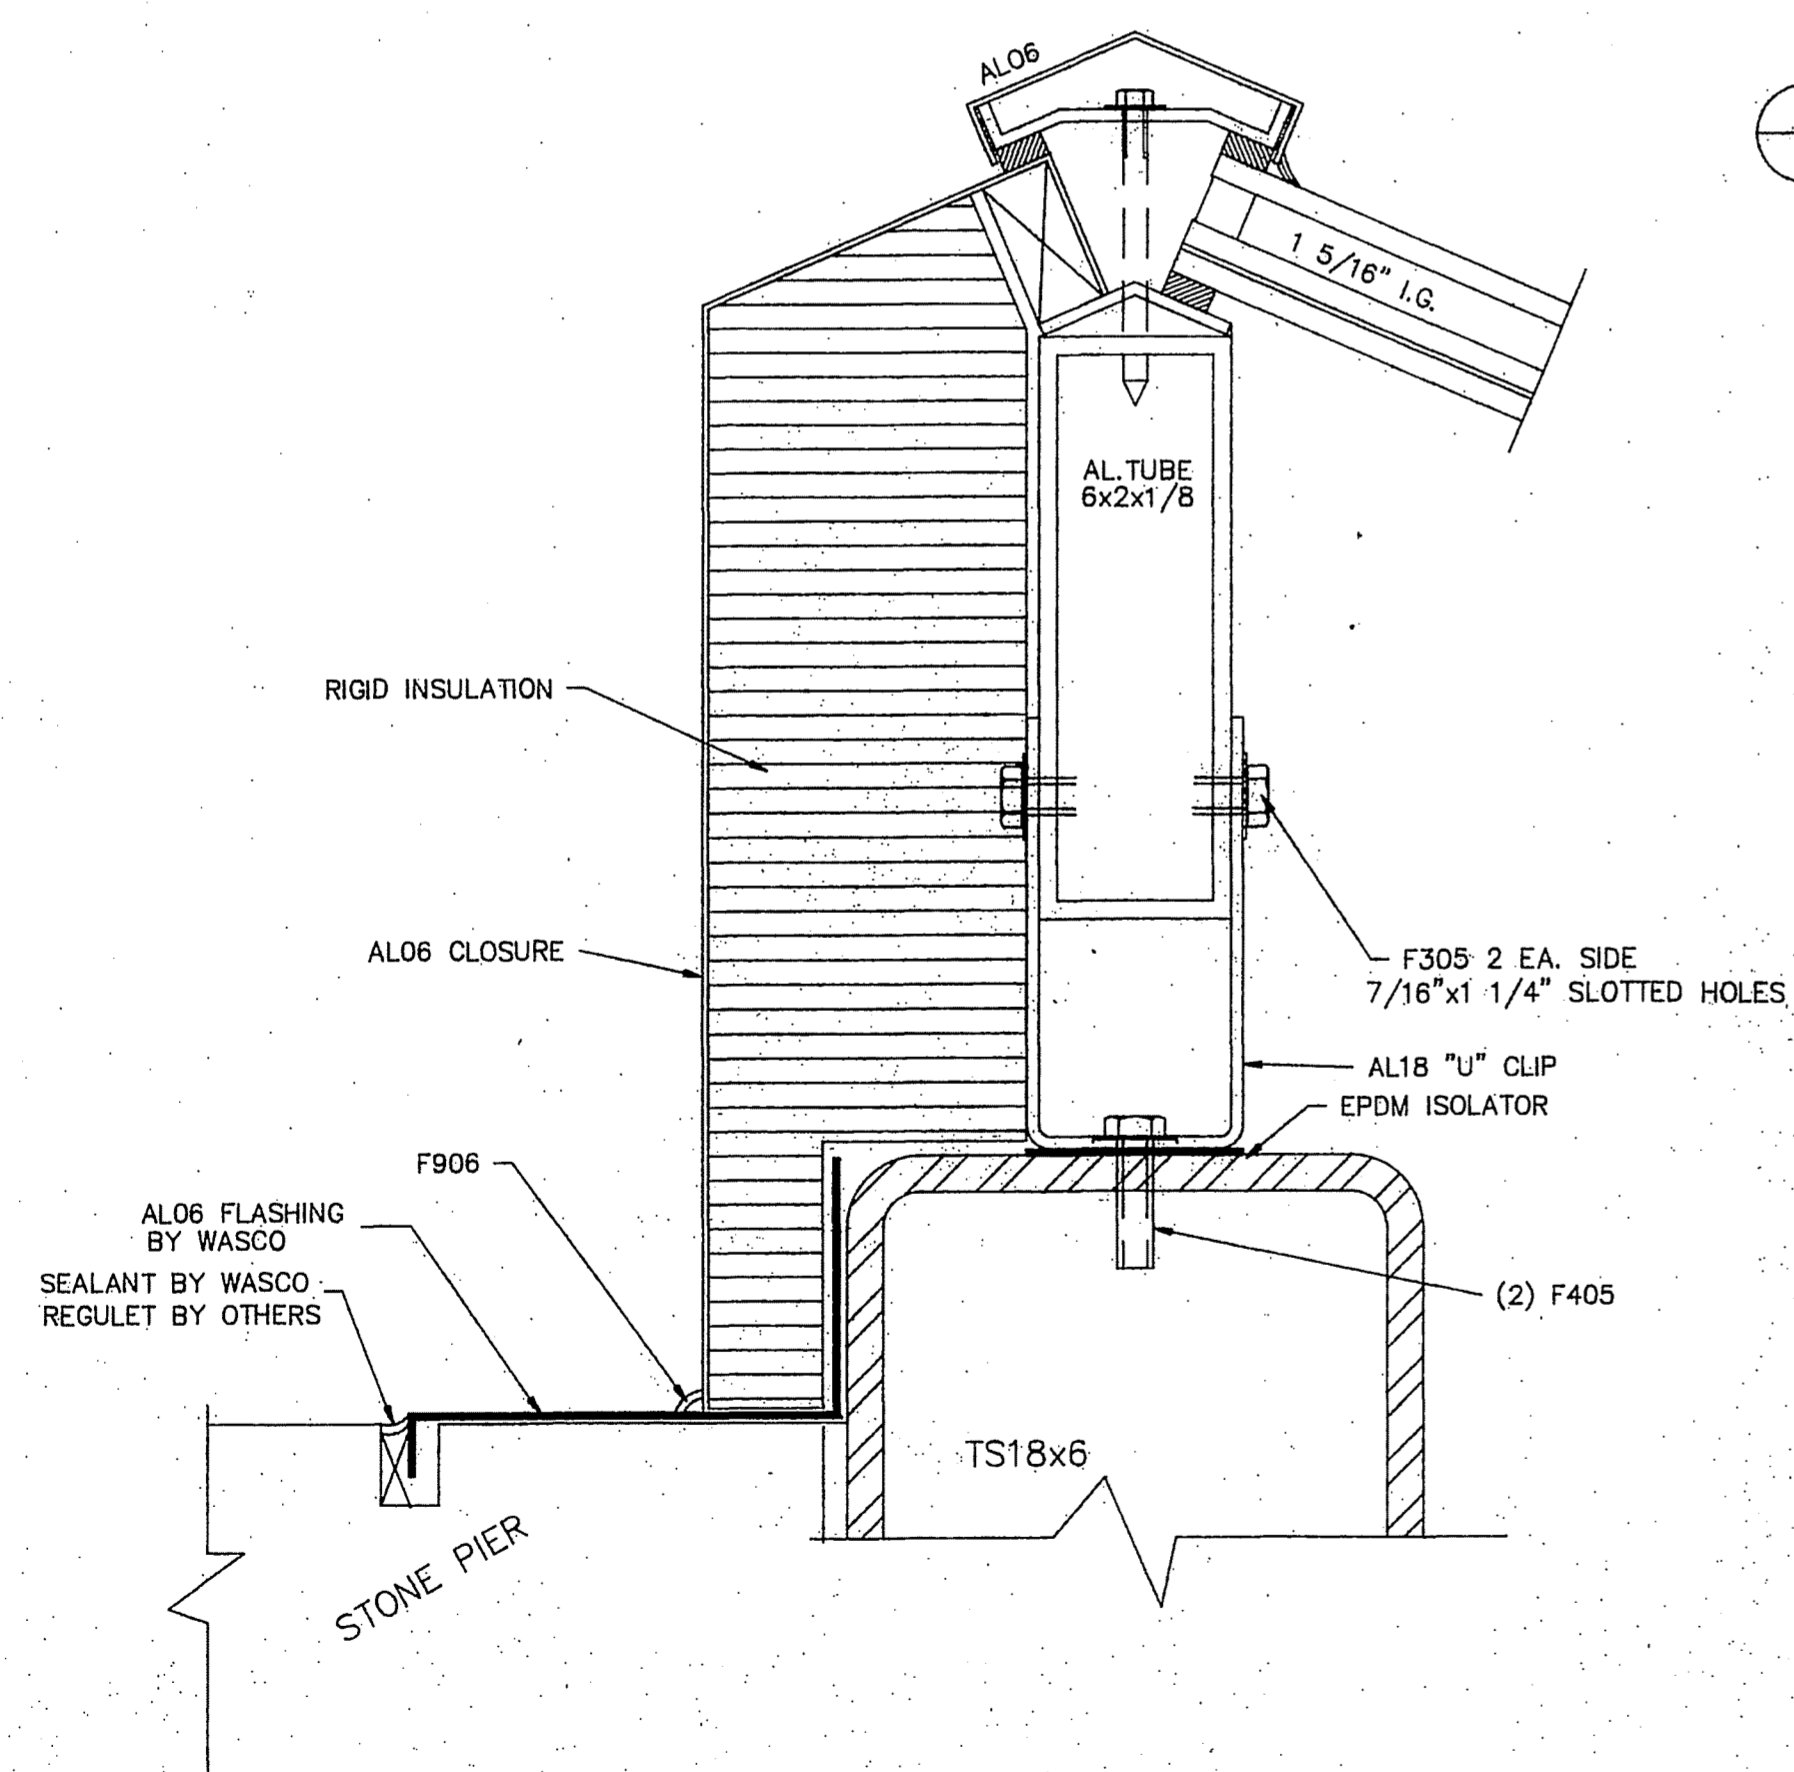 AL06
1 5/16" I.G.
AL.TUBE
6x2x1/8
RIGID INSULATION
AL06 CLOSURE
F305 2 EA. SIDE
7/16"x1 1/4" SLOTTED HOLES
AL18 "U" CLIP
EPDM ISOLATOR
F906
AL06 FLASHING
BY WASCO
SEALANT BY WASCO
REGULET BY OTHERS
(2) F405
TS18x6
STONE PIER